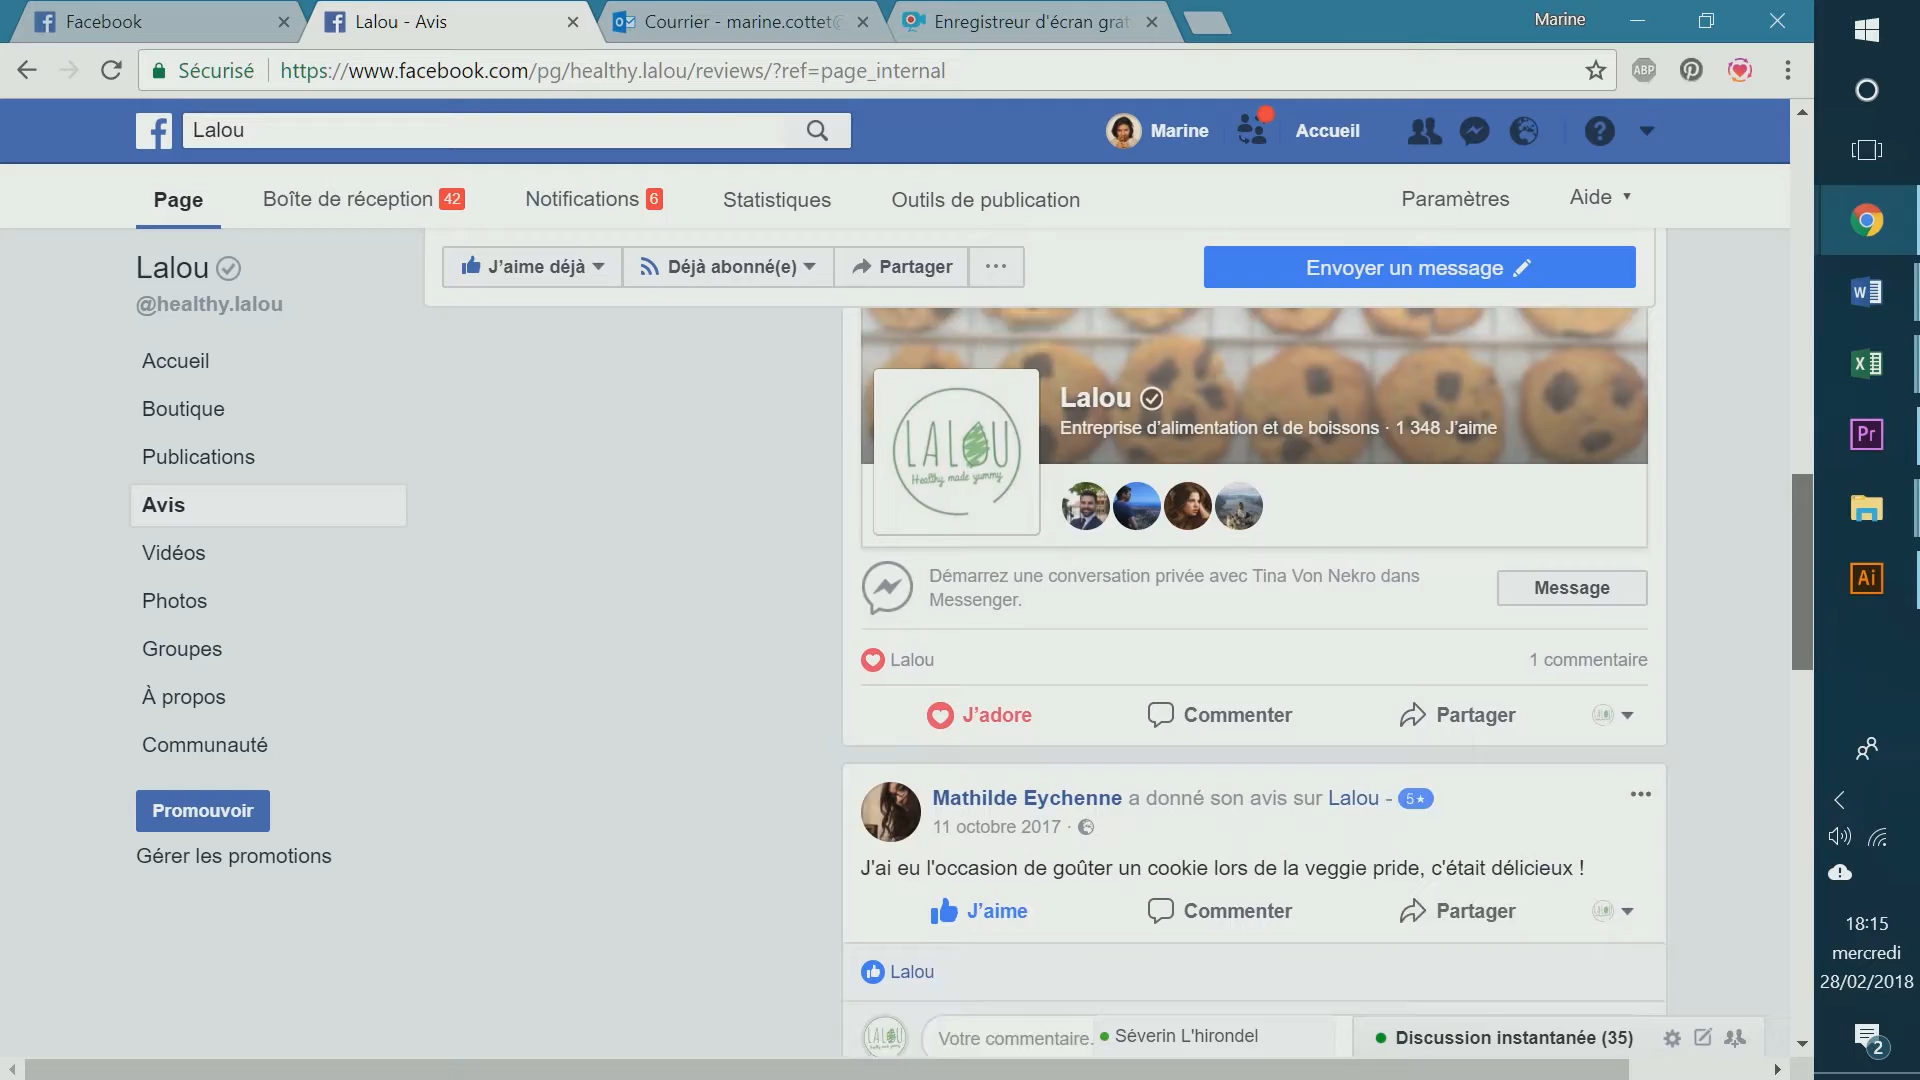 Facebook
Lalou - Avis
Courrier - marine.cottet@
Enregistreur d'écran grat
Marine
Sécurisé
https://www.facebook.com/pg/healthy.lalou/reviews/?ref=page_internal
ABP
Lalou
Marine
Accueil
Page
Boîte de réception 42
Notifications 6
Statistiques
Outils de publication
Paramètres
Aide
Lalou
@healthy.lalou
J'aime déjà
Déjà abonné(e)
Partager
Envoyer un message
Accueil
Boutique
Publications
Avis
Vidéos
Photos
Groupes
À propos
Communauté
Promouvoir
Gérer les promotions
LALOU
Healthy made yummy
Lalou
Entreprise d'alimentation et de boissons · 1 348 J'aime
Démarrez une conversation privée avec Tina Von Nekro dans
Messenger.
Message
Lalou
1 commentaire
J'adore
Commenter
Partager
Mathilde Eychenne a donné son avis sur Lalou - 5★
11 octobre 2017 ·
J'ai eu l'occasion de goûter un cookie lors de la veggie pride, c'était délicieux !
J'aime
Commenter
Partager
Lalou
LALOU
Votre commentaire.
Séverin L'hirondel
Discussion instantanée (35)
W
X
Pr
Ai
18:15
mercredi
28/02/2018
2